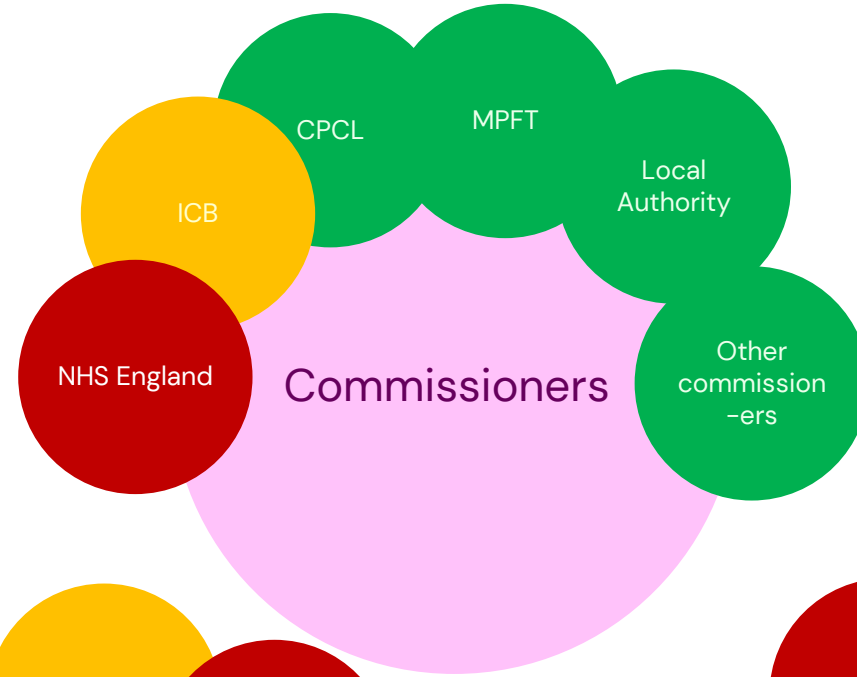 CPCL
MPFT
Local
Authority
ICB
NHS England
Commissioners
Other
commission
-ers